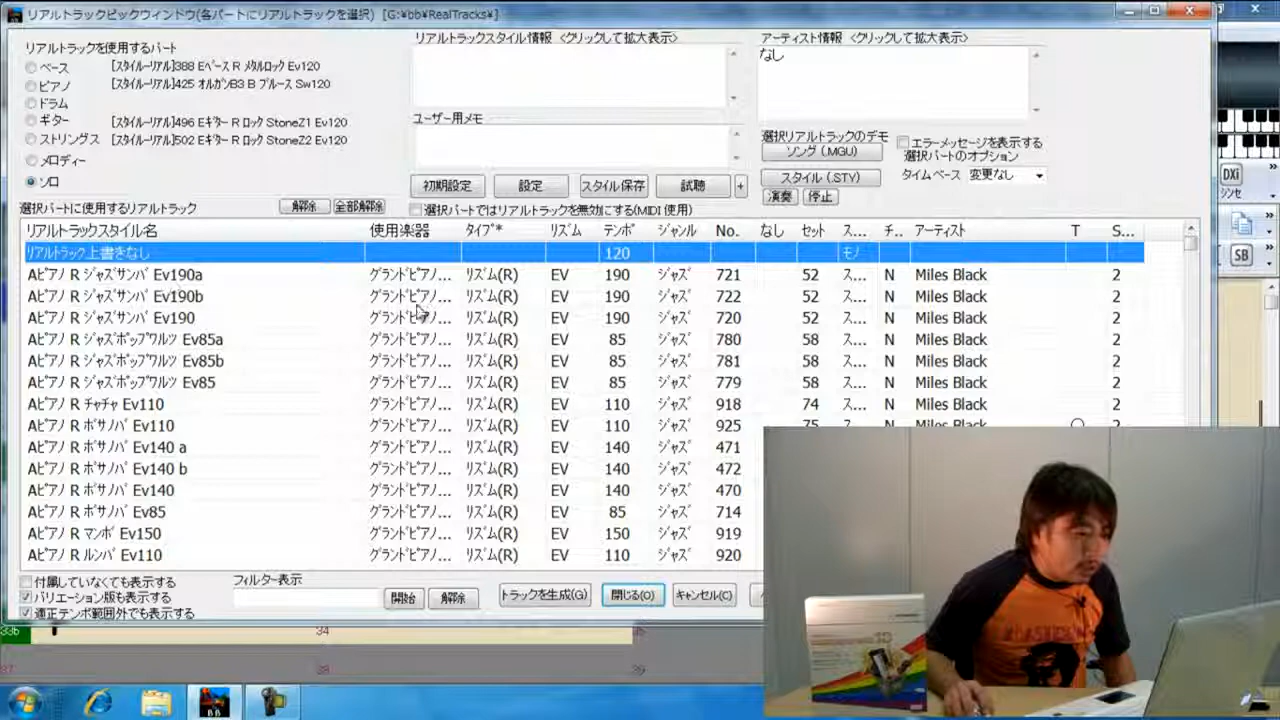 リアルトラックピックウィンドウ(各パートにリアルトラックを選択) [G:¥bb¥RealTracks¥]
リアルトラックを使用するパート
ベース [スタイル-リアル]388 Eベース R メタルロック Ev120
ピアノ [スタイル-リアル]425 オルガンB3 B ブルース Sw120
ドラム
ギター [スタイル-リアル]496 Eギター R ロック StoneZ1 Ev120
ストリングス [スタイル-リアル]502 Eギター R ロック StoneZ2 Ev120
メロディー
ソロ
選択パートに使用するリアルトラック 解除 全部解除
リアルトラックスタイル情報 <クリックして拡大表示>
ユーザー用メモ
初期設定 設定 スタイル保存 試聴 +
選択パートではリアルトラックを無効にする(MIDI 使用)
アーティスト情報 <クリックして拡大表示>
なし
選択リアルトラックのデモ
ソング (.MGU)
スタイル (.STY)
演奏 停止
エラーメッセージを表示する
選択パートのオプション
タイムベース 変更なし
リアルトラックスタイル名 使用楽器 タイプ* リズム テンポ ジャンル No. なし セット ス... チ.. アーティスト T S...
リアルトラック上書きなし 120 モノ
Aピアノ R ジャズサンバ Ev190a グランドピアノ... リズム(R) EV 190 ジャズ 721 52 ス... N Miles Black 2
Aピアノ R ジャズサンバ Ev190b グランドピアノ... リズム(R) EV 190 ジャズ 722 52 ス... N Miles Black 2
Aピアノ R ジャズサンバ Ev190 グランドピアノ... リズム(R) EV 190 ジャズ 720 52 ス... N Miles Black 2
Aピアノ R ジャズポップワルツ Ev85a グランドピアノ... リズム(R) EV 85 ジャズ 780 58 ス... N Miles Black 2
Aピアノ R ジャズポップワルツ Ev85b グランドピアノ... リズム(R) EV 85 ジャズ 781 58 ス... N Miles Black 2
Aピアノ R ジャズポップワルツ Ev85 グランドピアノ... リズム(R) EV 85 ジャズ 779 58 ス... N Miles Black 2
Aピアノ R チャチャ Ev110 グランドピアノ... リズム(R) EV 110 ジャズ 918 74 ス... N Miles Black 2
Aピアノ R ボサノバ Ev110 グランドピアノ... リズム(R) EV 110 ジャズ 925 75 ス... N Miles Black 2
Aピアノ R ボサノバ Ev140 a グランドピアノ... リズム(R) EV 140 ジャズ 471
Aピアノ R ボサノバ Ev140 b グランドピアノ... リズム(R) EV 140 ジャズ 472
Aピアノ R ボサノバ Ev140 グランドピアノ... リズム(R) EV 140 ジャズ 470
Aピアノ R ボサノバ Ev85 グランドピアノ... リズム(R) EV 85 ジャズ 714
Aピアノ R マンボ Ev150 グランドピアノ... リズム(R) EV 150 ジャズ 919
Aピアノ R ルンバ Ev110 グランドピアノ... リズム(R) EV 110 ジャズ 920
付属していなくても表示する
バリエーション版も表示する
適正テンポ範囲外でも表示する
フィルター表示
開始 解除 トラックを生成(G) 閉じる(O) キャンセル(C)
DXi
シンセ
SB
33b 34 35
37 38 39